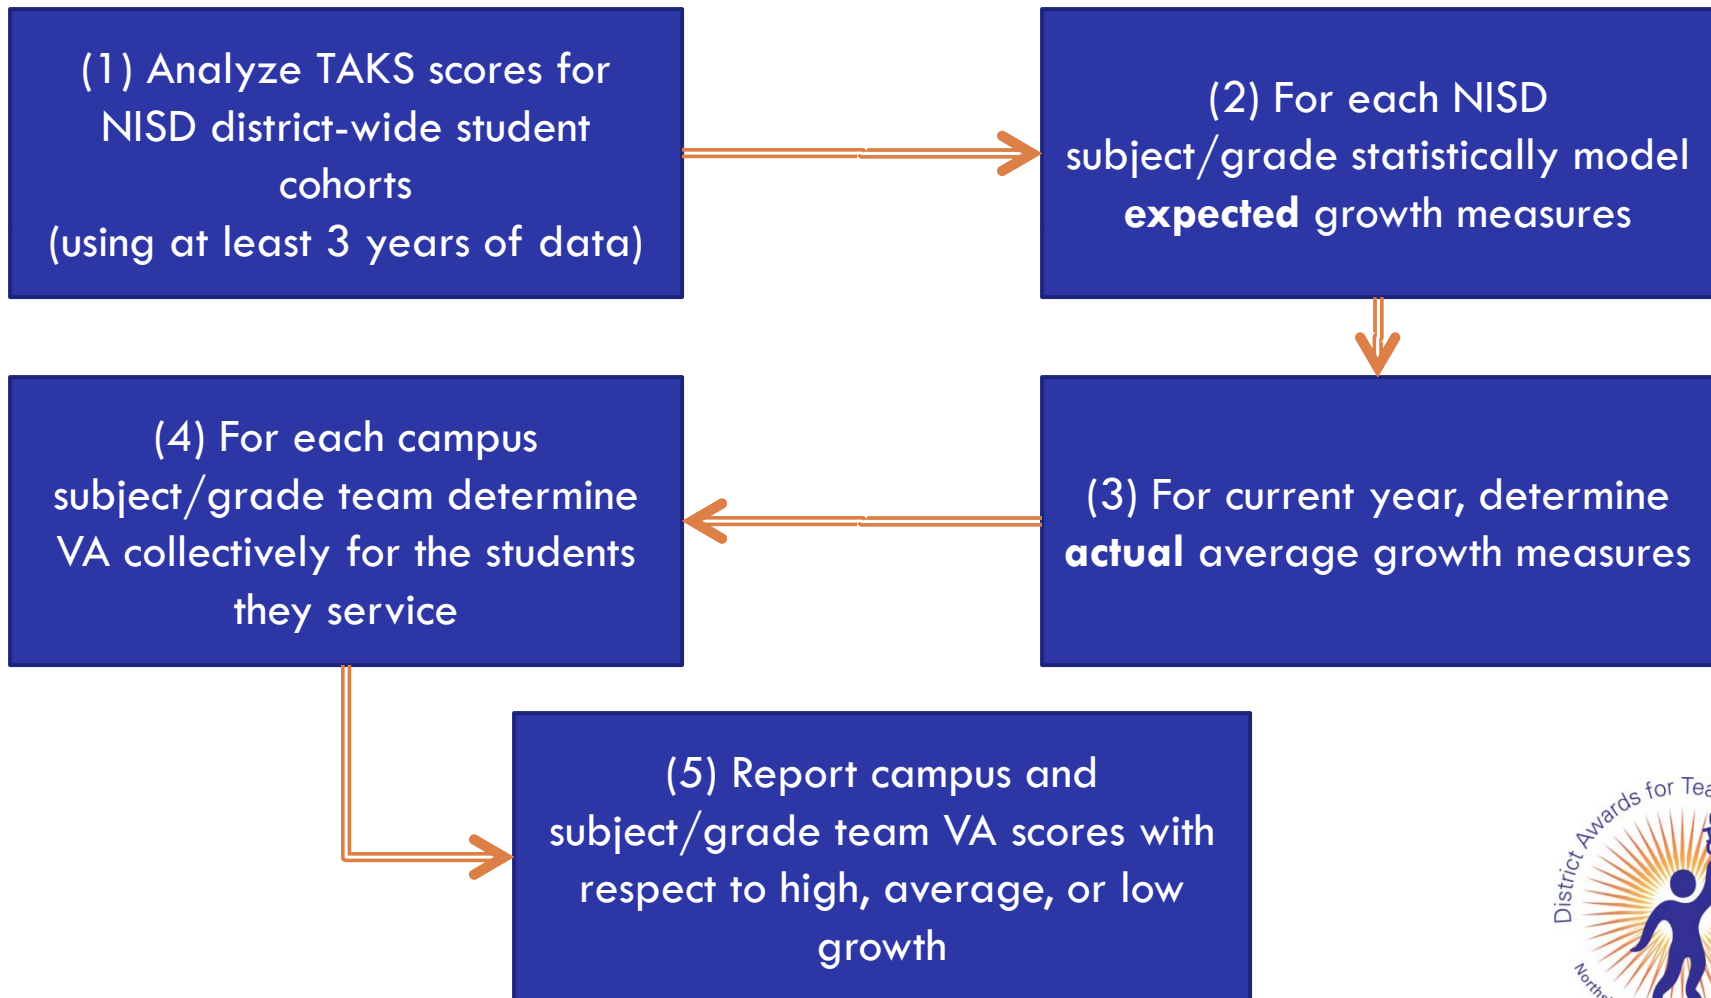 (1) Analyze TAKS scores for
NISD district-wide student
cohorts
(using at least 3 years of data)
(2) For each NISD
subject/grade statistically model
expected growth measures
(3) For current year, determine
actual average growth measures
(4) For each campus
subject/grade team determine
VA collectively for the students
they service
(5) Report campus and
subject/grade team VA scores with
respect to high, average, or low
growth
District Awards for